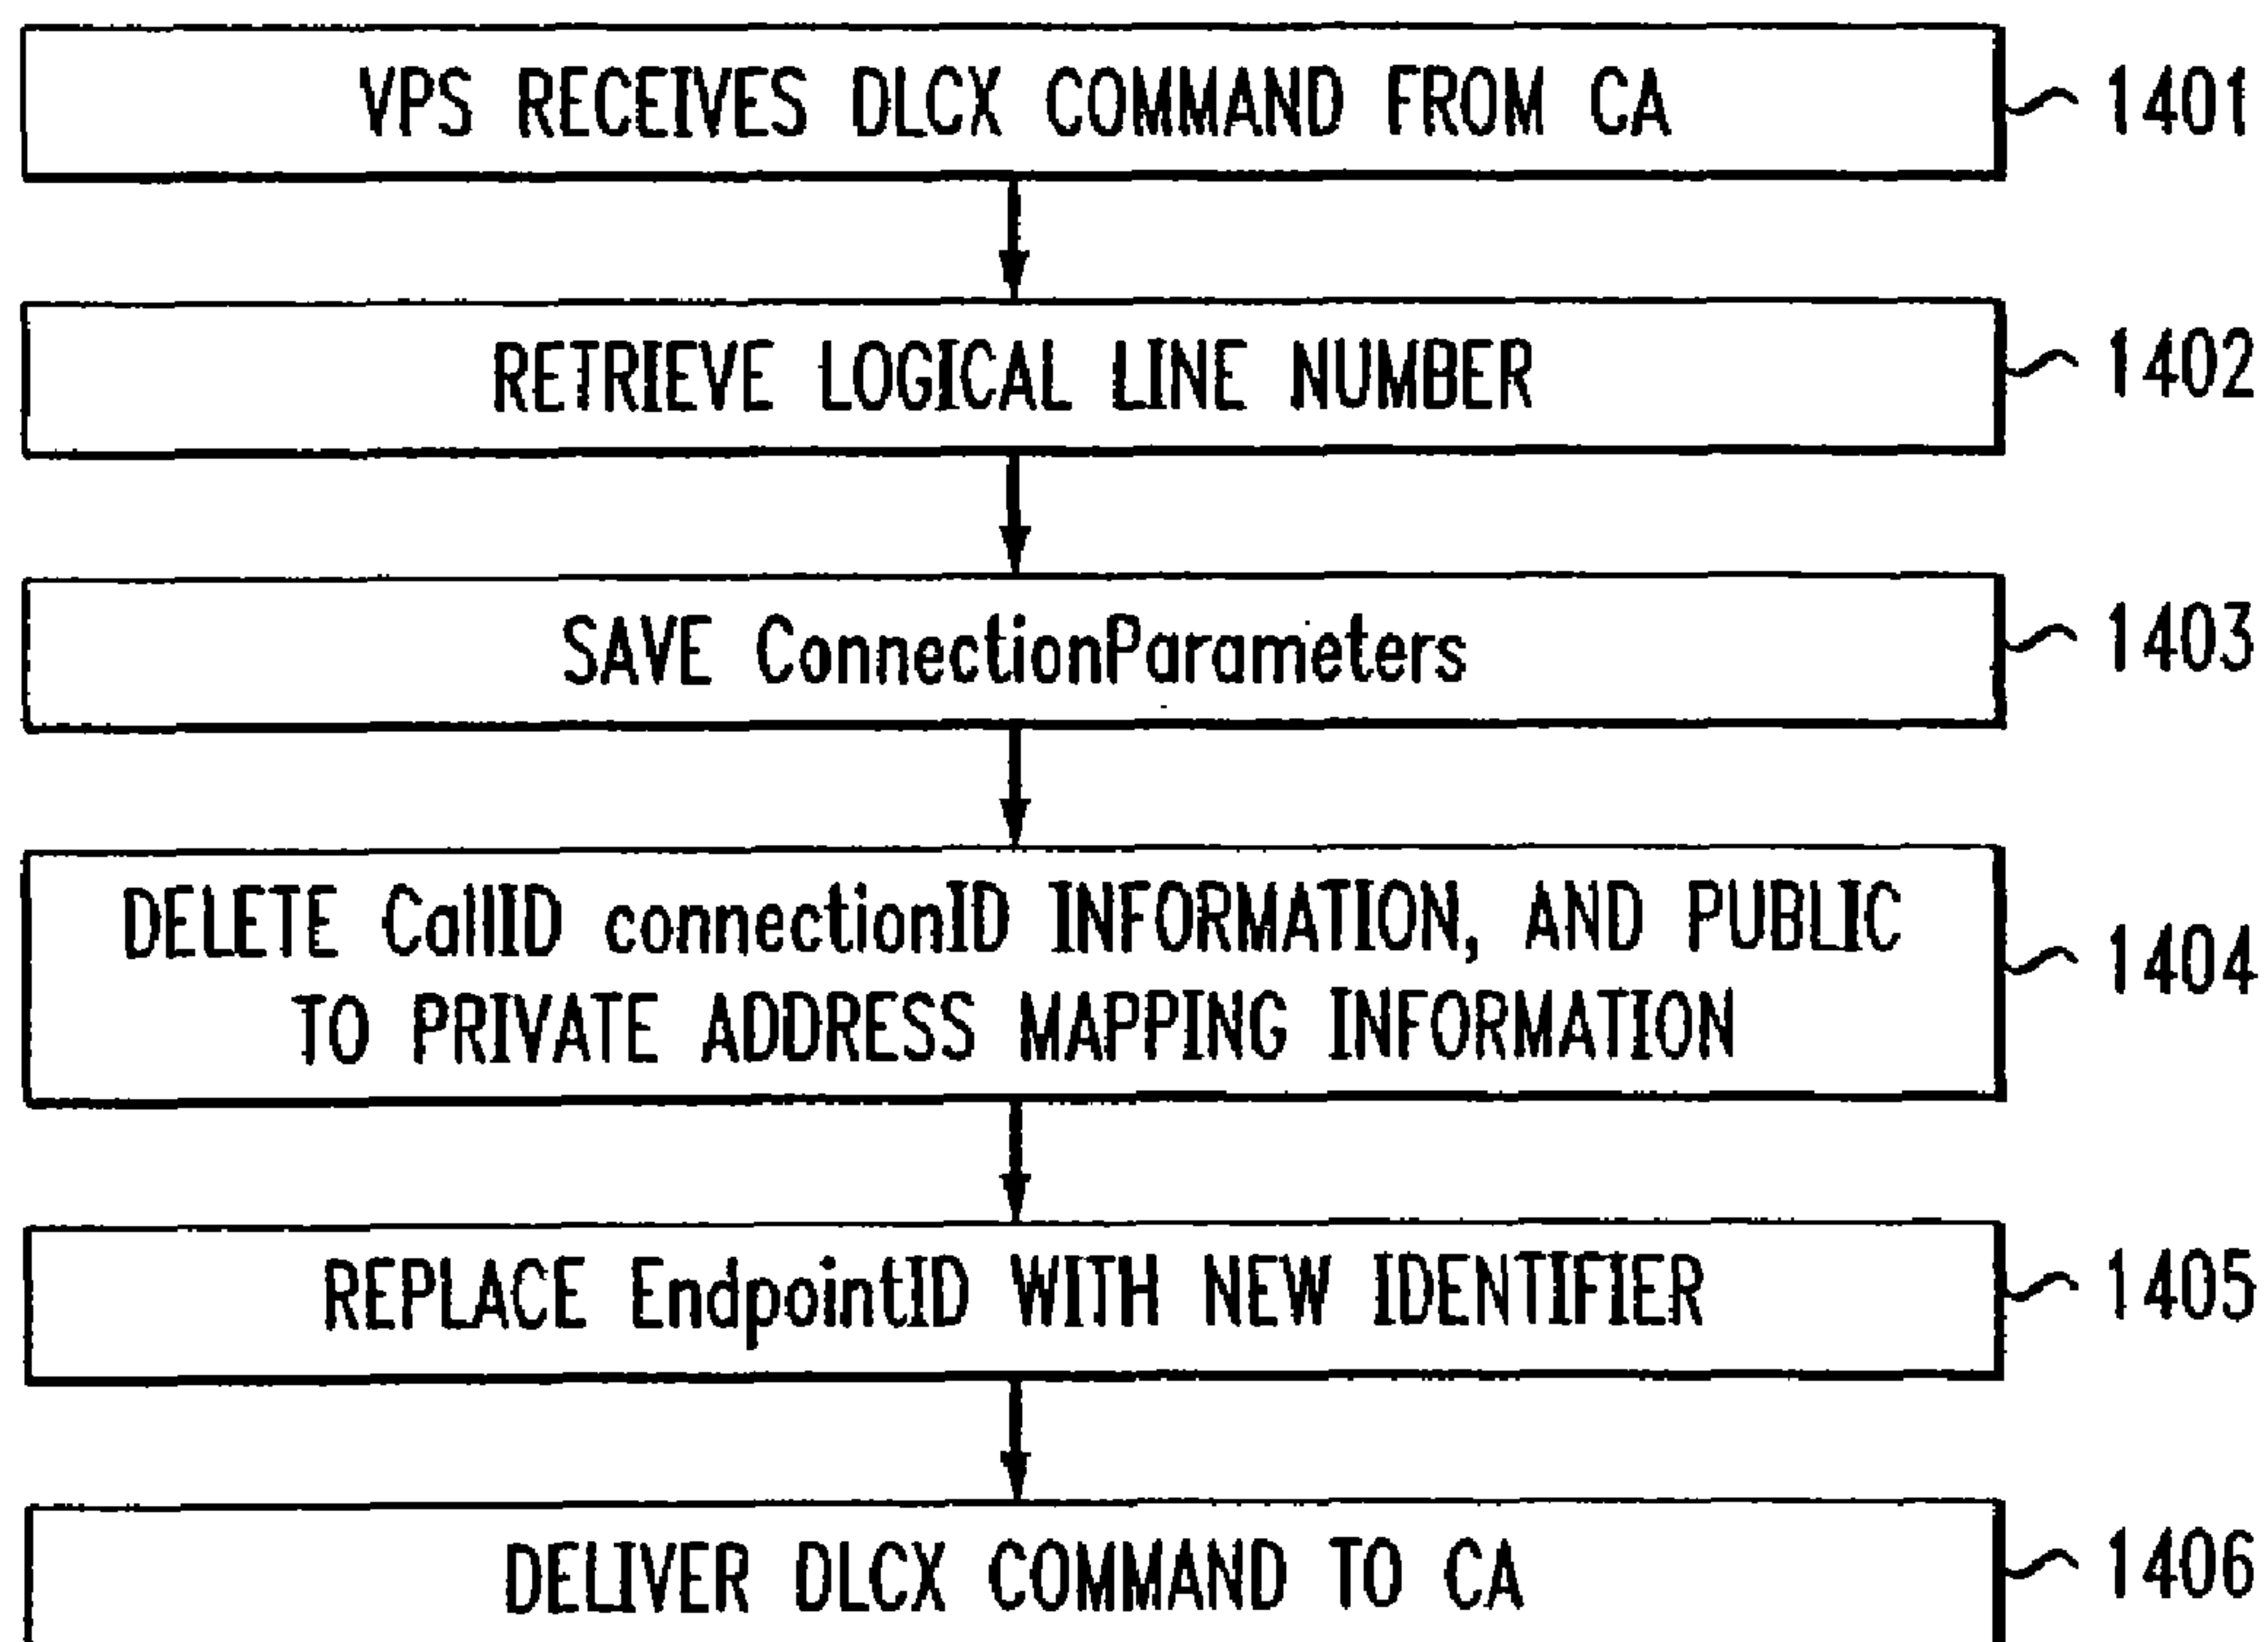 VPS RECEIVES DLCX COMMAND FROM CA
1401
RETRIEVE LOGICAL LINE NUMBER
1402
SAVE ConnectionParameters
1403
DELETE CallID connectionID INFORMATION, AND PUBLIC
TO PRIVATE ADDRESS MAPPING INFORMATION
1404
REPLACE EndpointID WITH NEW IDENTIFIER
1405
DELIVER DLCX COMMAND TO CA
1406